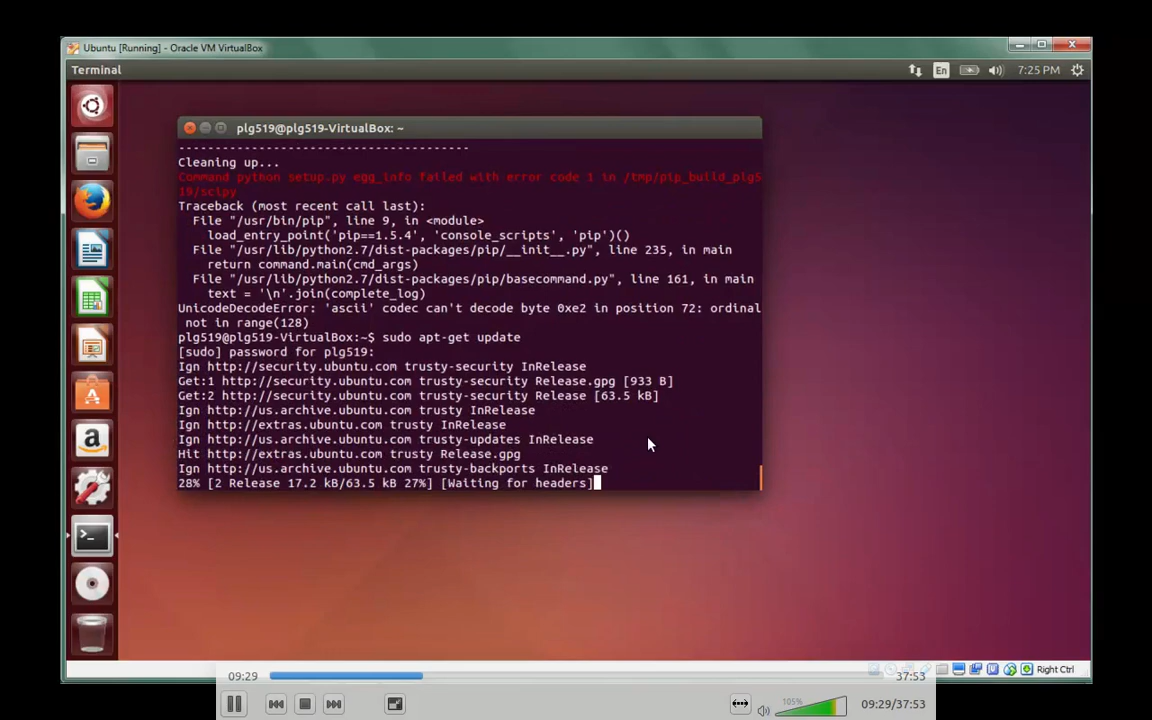 Ubuntu [Running] - Oracle VM VirtualBox
Terminal
En
7:25 PM
plg519@plg519-VirtualBox: ~
----------------------------------------
Cleaning up...
Command python setup.py egg_info failed with error code 1 in /tmp/pip_build_plg5
19/scipy
Traceback (most recent call last):
File "/usr/bin/pip", line 9, in <module>
load_entry_point('pip==1.5.4', 'console_scripts', 'pip')()
File "/usr/lib/python2.7/dist-packages/pip/__init__.py", line 235, in main
return command.main(cmd_args)
File "/usr/lib/python2.7/dist-packages/pip/basecommand.py", line 161, in main
text = '\n'.join(complete_log)
UnicodeDecodeError: 'ascii' codec can't decode byte 0xe2 in position 72: ordinal
not in range(128)
plg519@plg519-VirtualBox:~$ sudo apt-get update
[sudo] password for plg519:
Ign http://security.ubuntu.com trusty-security InRelease
Get:1 http://security.ubuntu.com trusty-security Release.gpg [933 B]
Get:2 http://security.ubuntu.com trusty-security Release [63.5 kB]
Ign http://us.archive.ubuntu.com trusty InRelease
Ign http://extras.ubuntu.com trusty InRelease
Ign http://us.archive.ubuntu.com trusty-updates InRelease
Hit http://extras.ubuntu.com trusty Release.gpg
Ign http://us.archive.ubuntu.com trusty-backports InRelease
28% [2 Release 17.2 kB/63.5 kB 27%] [Waiting for headers]
Right Ctrl
09:29
37:53
105%
09:29/37:53